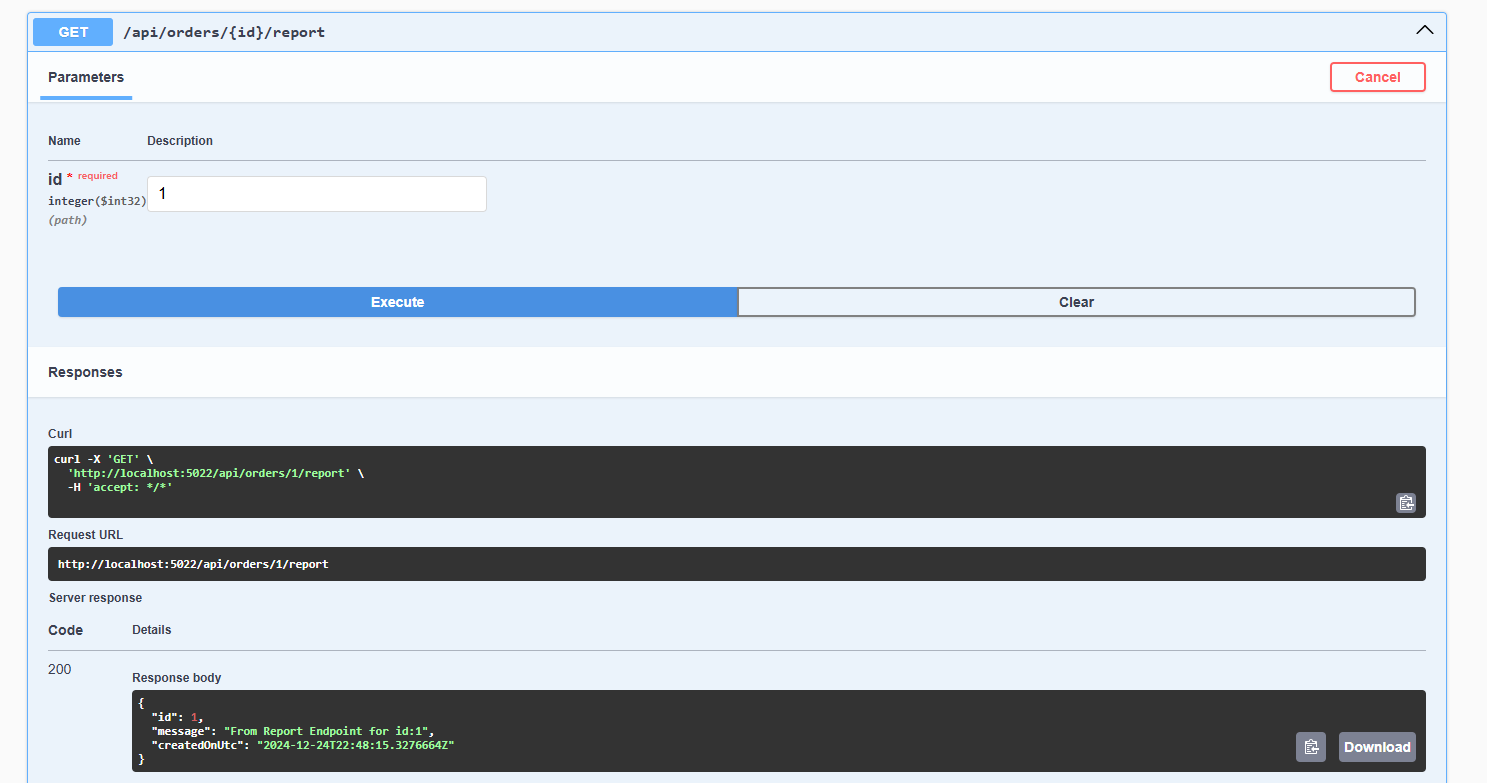 GET /api/orders/{id}/report
Parameters Cancel
Name Description
id * required
integer($int32)
(path)
1
Execute Clear
Responses
Curl
curl -X 'GET' \
'http://localhost:5022/api/orders/1/report' \
-H 'accept: */*'
Request URL
http://localhost:5022/api/orders/1/report
Server response
Code Details
200
Response body
{
"id": 1,
"message": "From Report Endpoint for id:1",
"createdOnUtc": "2024-12-24T22:48:15.3276664Z"
}
Download